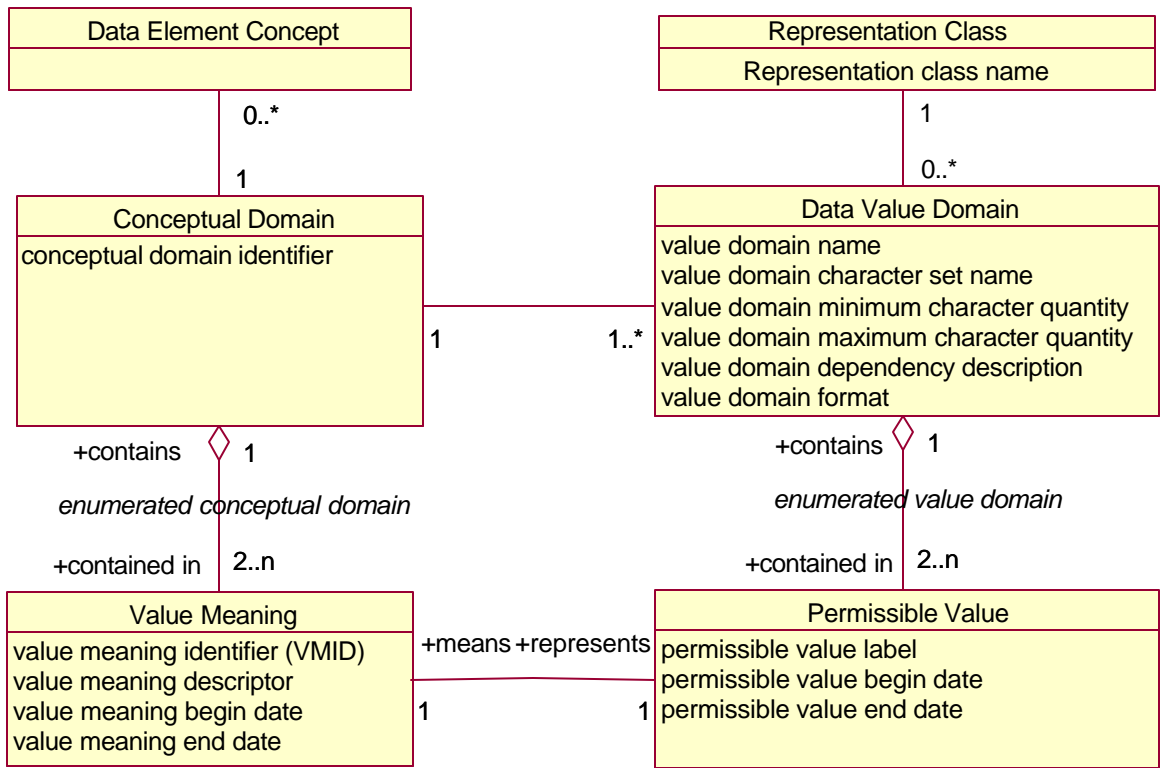 Data Element Concept
Representation Class
Representation class name
0..*
1
1
0..*
Conceptual Domain
conceptual domain identifier
Data Value Domain
value domain name
value domain character set name
value domain minimum character quantity
value domain maximum character quantity
value domain dependency description
value domain format
1
1..*
+contains
1
enumerated conceptual domain
+contained in
2..n
+contains
1
enumerated value domain
+contained in
2..n
Value Meaning
value meaning identifier (VMID)
value meaning descriptor
value meaning begin date
value meaning end date
+means
+represents
1
1
Permissible Value
permissible value label
permissible value begin date
permissible value end date